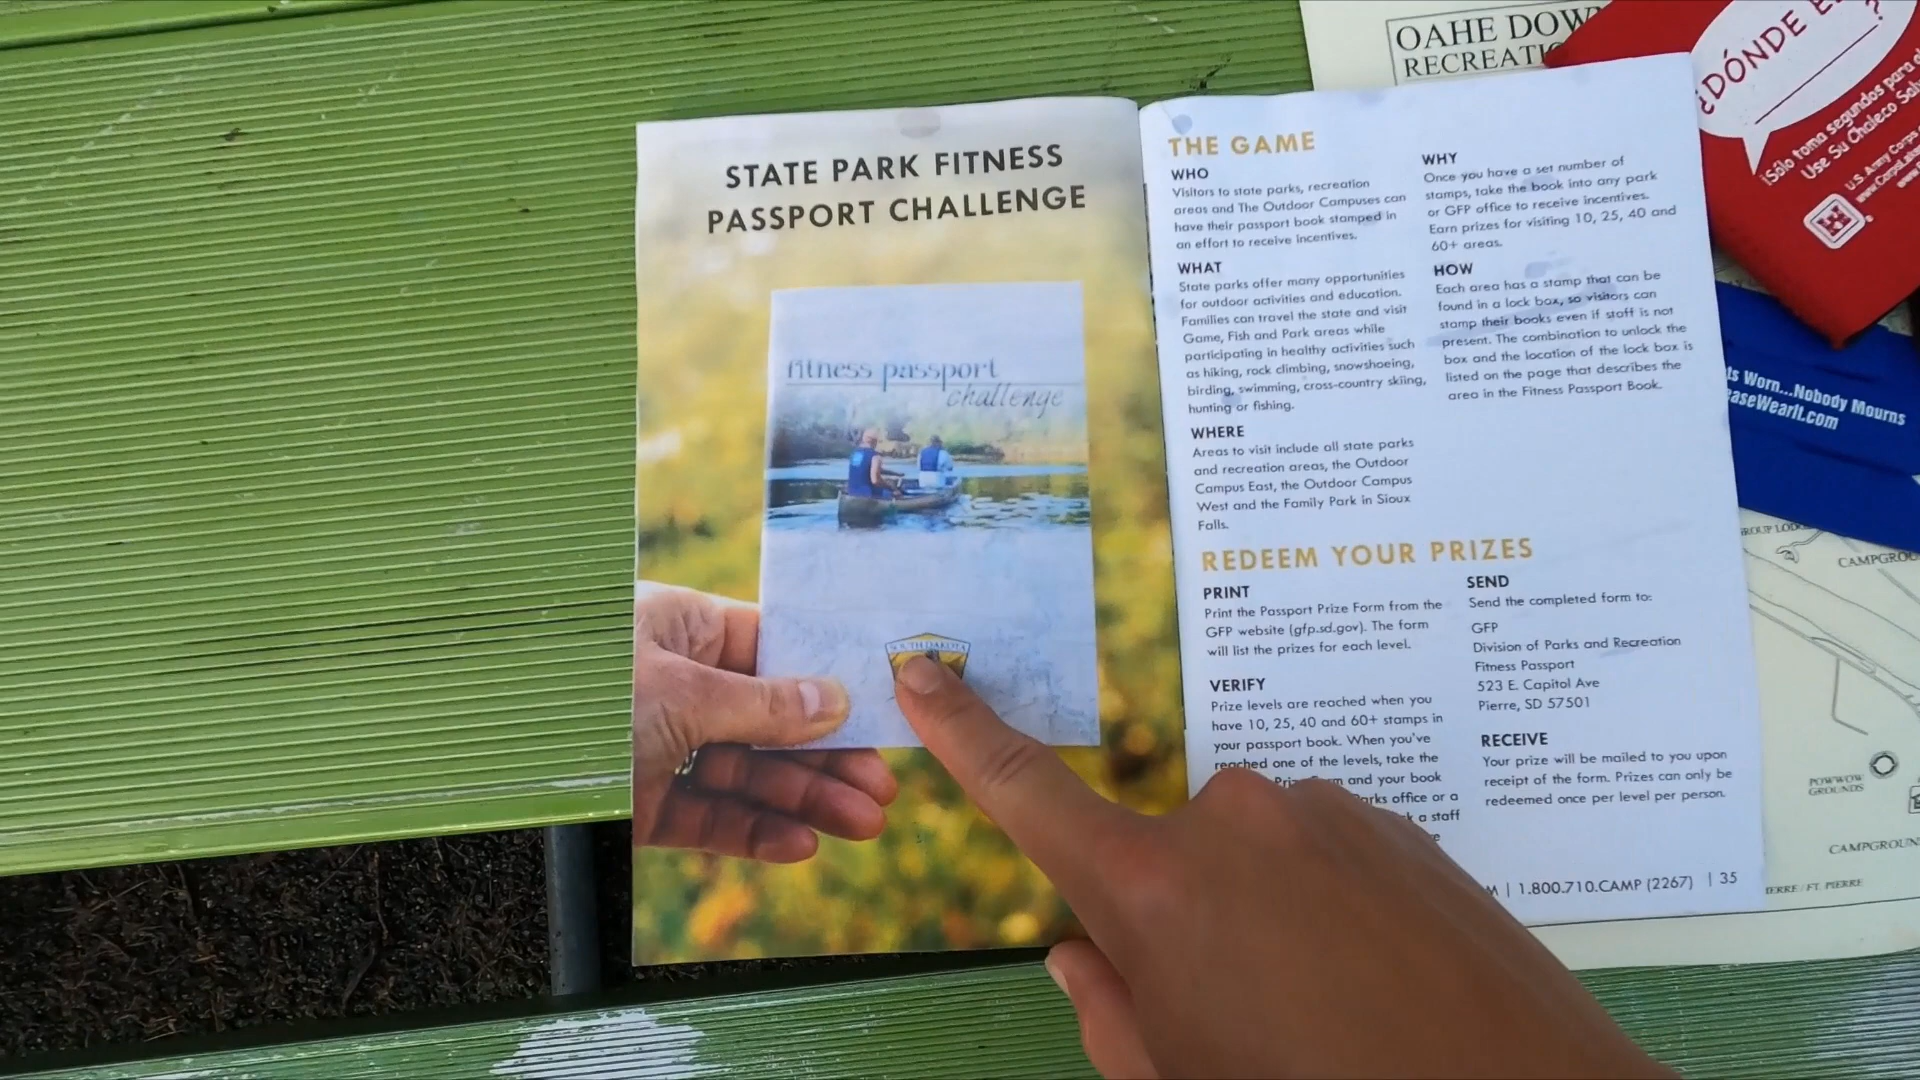 STATE PARK FITNESS
PASSPORT CHALLENGE
fitness passport
challenge
SOUTH DAKOTA
THE GAME
WHO
Visitors to state parks, recreation
areas and The Outdoor Campuses can
have their passport book stamped in
an effort to receive incentives.
WHAT
State parks offer many opportunities
for outdoor activities and education.
Families can travel the state and visit
Game, Fish and Park areas while
participating in healthy activities such
as hiking, rock climbing, snowshoeing,
birding, swimming, cross-country skiing,
hunting or fishing.
WHERE
Areas to visit include all state parks
and recreation areas, the Outdoor
Campus East, the Outdoor Campus
West and the Family Park in Sioux
Falls.
WHY
Once you have a set number of
stamps, take the book into any park
or GFP office to receive incentives.
Earn prizes for visiting 10, 25, 40 and
60+ areas.
HOW
Each area has a stamp that can be
found in a lock box, so visitors can
stamp their books even if staff is not
present. The combination to unlock the
box and the location of the lock box is
listed on the page that describes the
area in the Fitness Passport Book.
REDEEM YOUR PRIZES
PRINT
Print the Passport Prize Form from the
GFP website (gfp.sd.gov). The form
will list the prizes for each level.
VERIFY
Prize levels are reached when you
have 10, 25, 40 and 60+ stamps in
your passport book. When you've
reached one of the levels, take the
and your book
office or a
a staff
SEND
Send the completed form to:
GFP
Division of Parks and Recreation
Fitness Passport
523 E. Capitol Ave
Pierre, SD 57501
RECEIVE
Your prize will be mailed to you upon
receipt of the form. Prizes can only be
redeemed once per level per person.
| 1.800.710.CAMP (2267) | 35
OAHE
¿DÓNDE
?
¡Sólo toma segundos para
Use Su Chaleco
U.S. Army Corps
Worn...Nobody Mourns
CAMPGROUN
POWWOW
GROUNDS
CAMPGROUN
/ FT. PIERRE